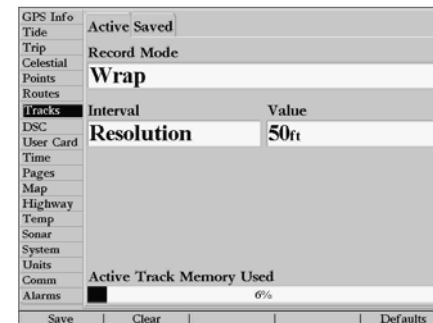 GPS Info
Tide
Trip
Celestial
Points
Routes
Tracks
DSC
User Card
Time
Pages
Map
Highway
Temp
Sonar
System
Units
Comm
Alarms
Active Saved
Record Mode
Wrap
Interval Value
Resolution 50ft
Active Track Memory Used
6%
Save Clear Defaults